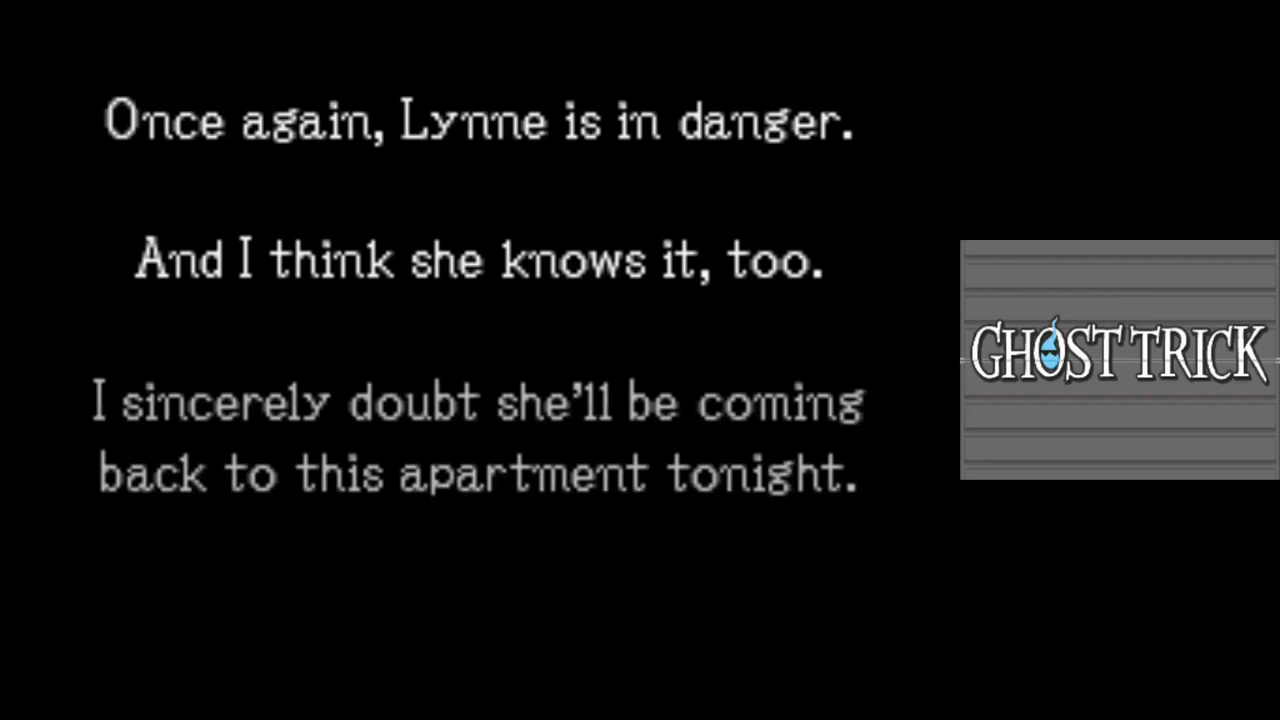 Once again, Lynne is in danger.
And I think she knows it, too.
I sincerely doubt she'll be coming
back to this apartment tonight.
GHOST TRICK